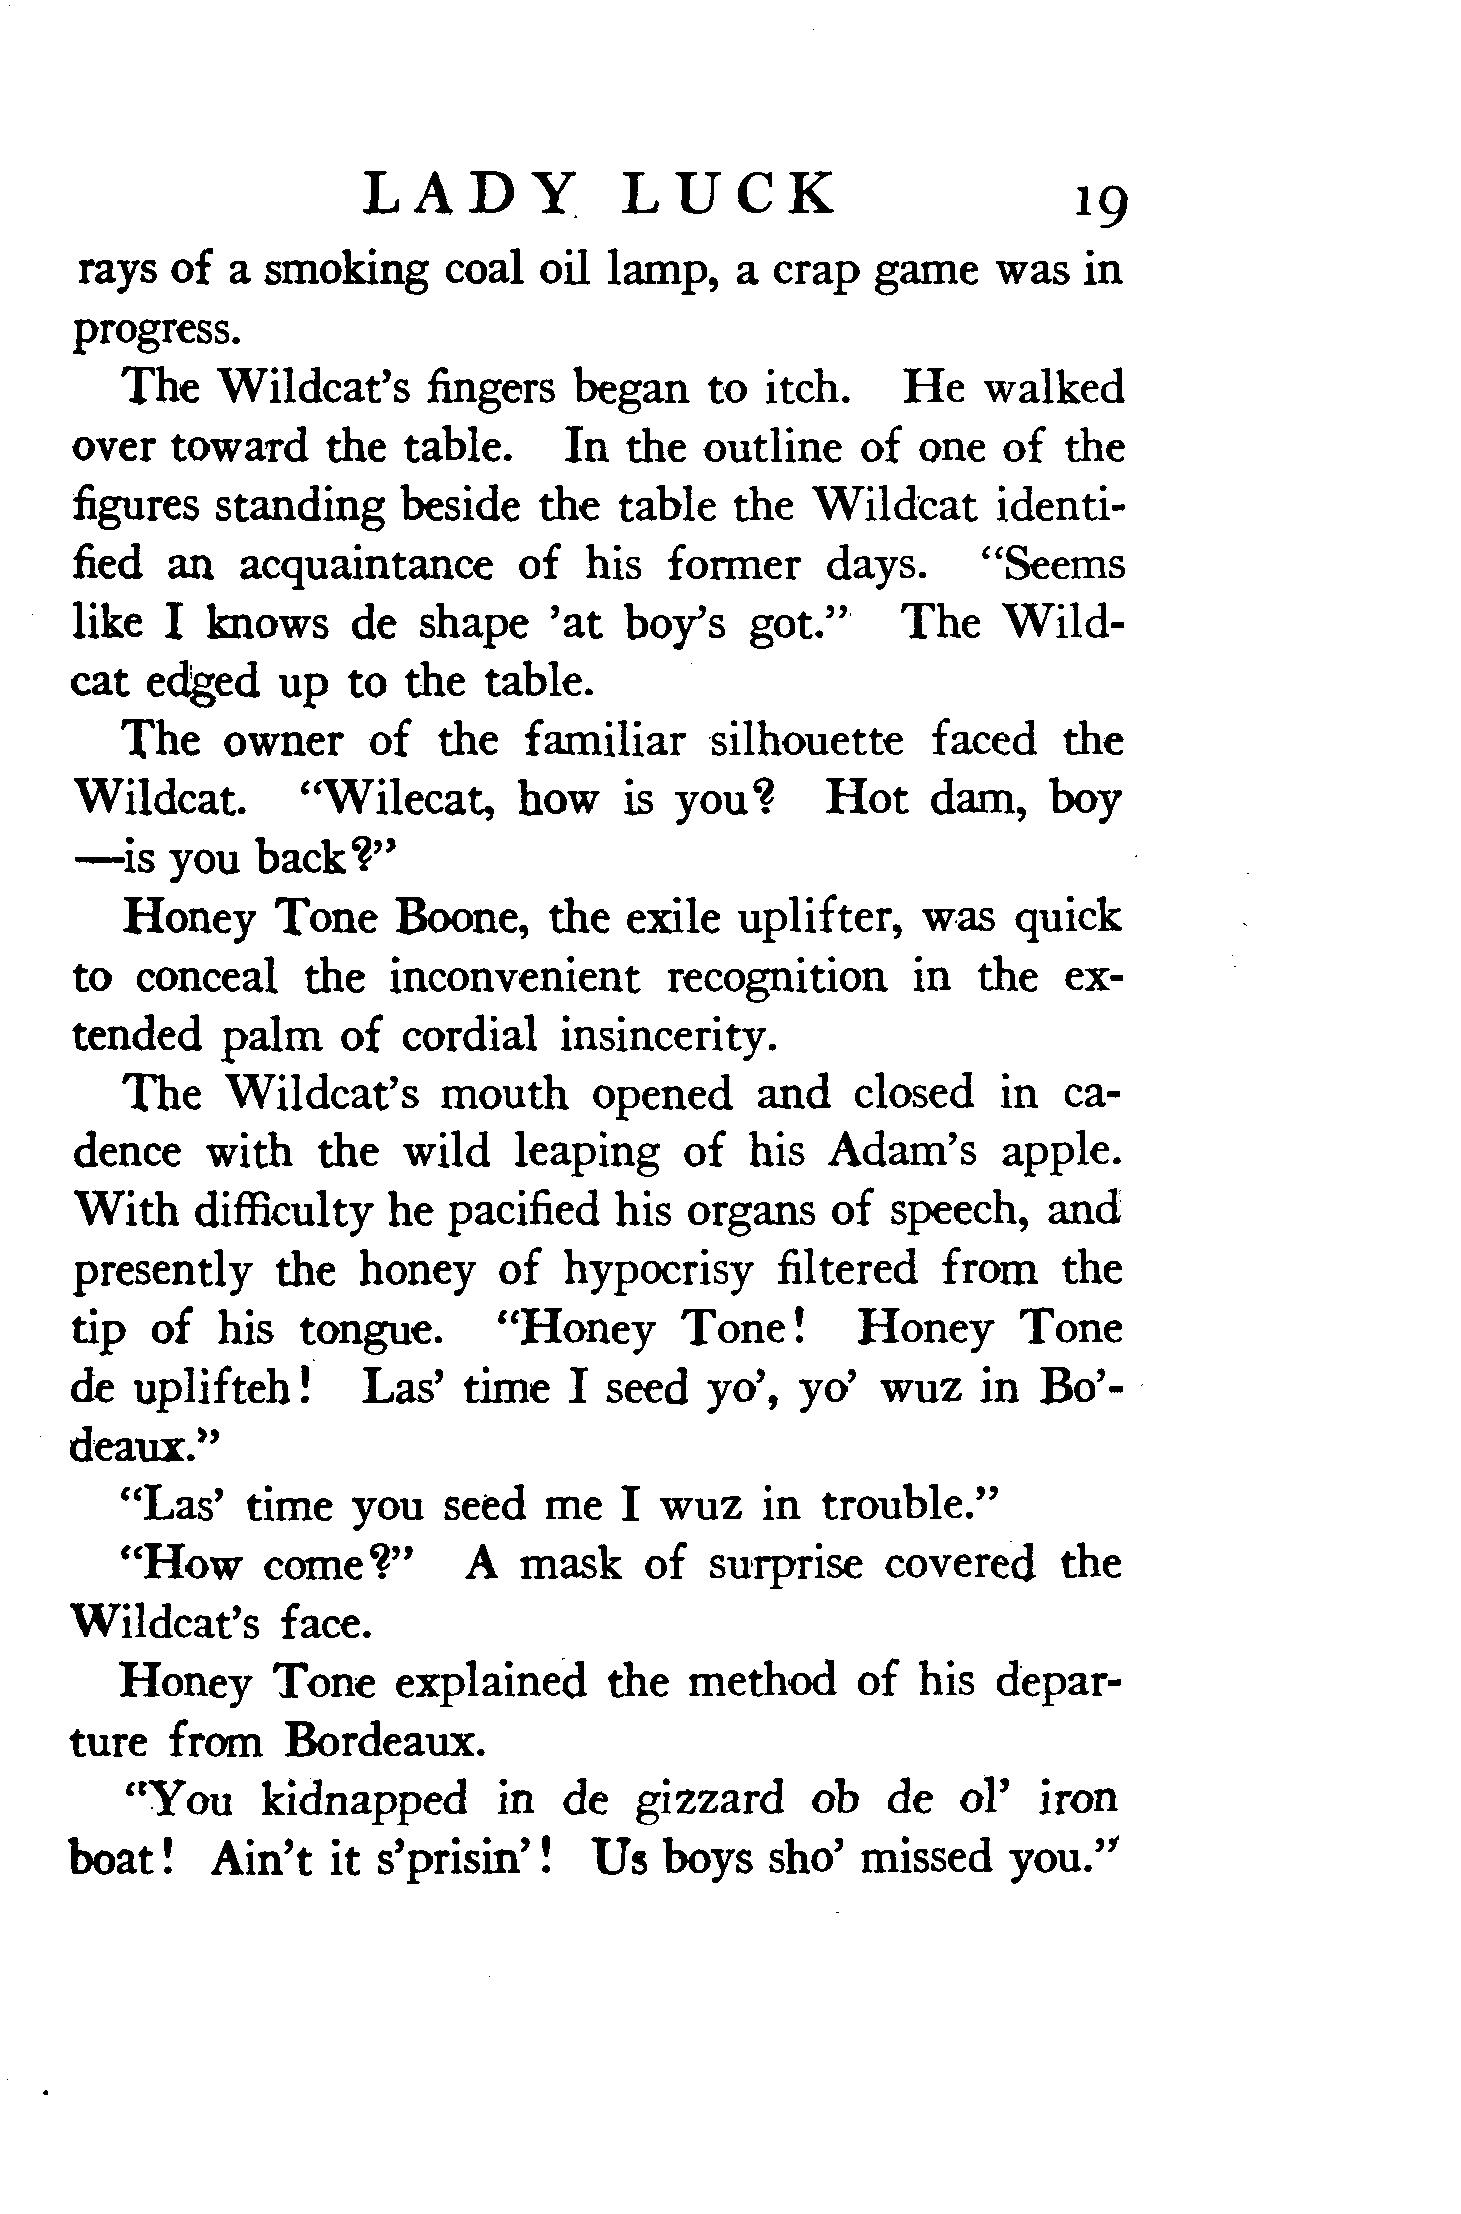 LADY LUCK 19
rays of a smoking coal oil lamp, a crap game was in
progress.
The Wildcat's fingers began to itch. He walked
over toward the table. In the outline of one of the
figures standing beside the table the Wildcat identi-
fied an acquaintance of his former days. “Seems
like I knows de shape ’at boy’s got.” The Wild-
cat edged up to the table.
The owner of the familiar silhouette faced the
Wildcat. “Wilecat, how is you? Hot dam, boy
—is you back?”
Honey Tone Boone, the exile uplifter, was quick
to conceal the inconvenient recognition in the ex-
tended palm of cordial insincerity.
The Wildcat’s mouth opened and closed in ca-
dence with the wild leaping of his Adam’s apple.
With difficulty he pacified his organs of speech, and
presently the honey of hypocrisy filtered from the
tip of his tongue. “Honey Tone! Honey Tone
de uplifteh! Las’ time I seed yo’, yo’ wuz in Bo’-
deaux.”
“Las’ time you seed me I wuz in trouble.”
“How come?” A mask of surprise covered the
Wildcat’s face.
Honey Tone explained the method of his depar-
ture from Bordeaux.
“You kidnapped in de gizzard ob de ol’ iron
boat! Ain’t it s’prisin’! Us boys sho’ missed you.”